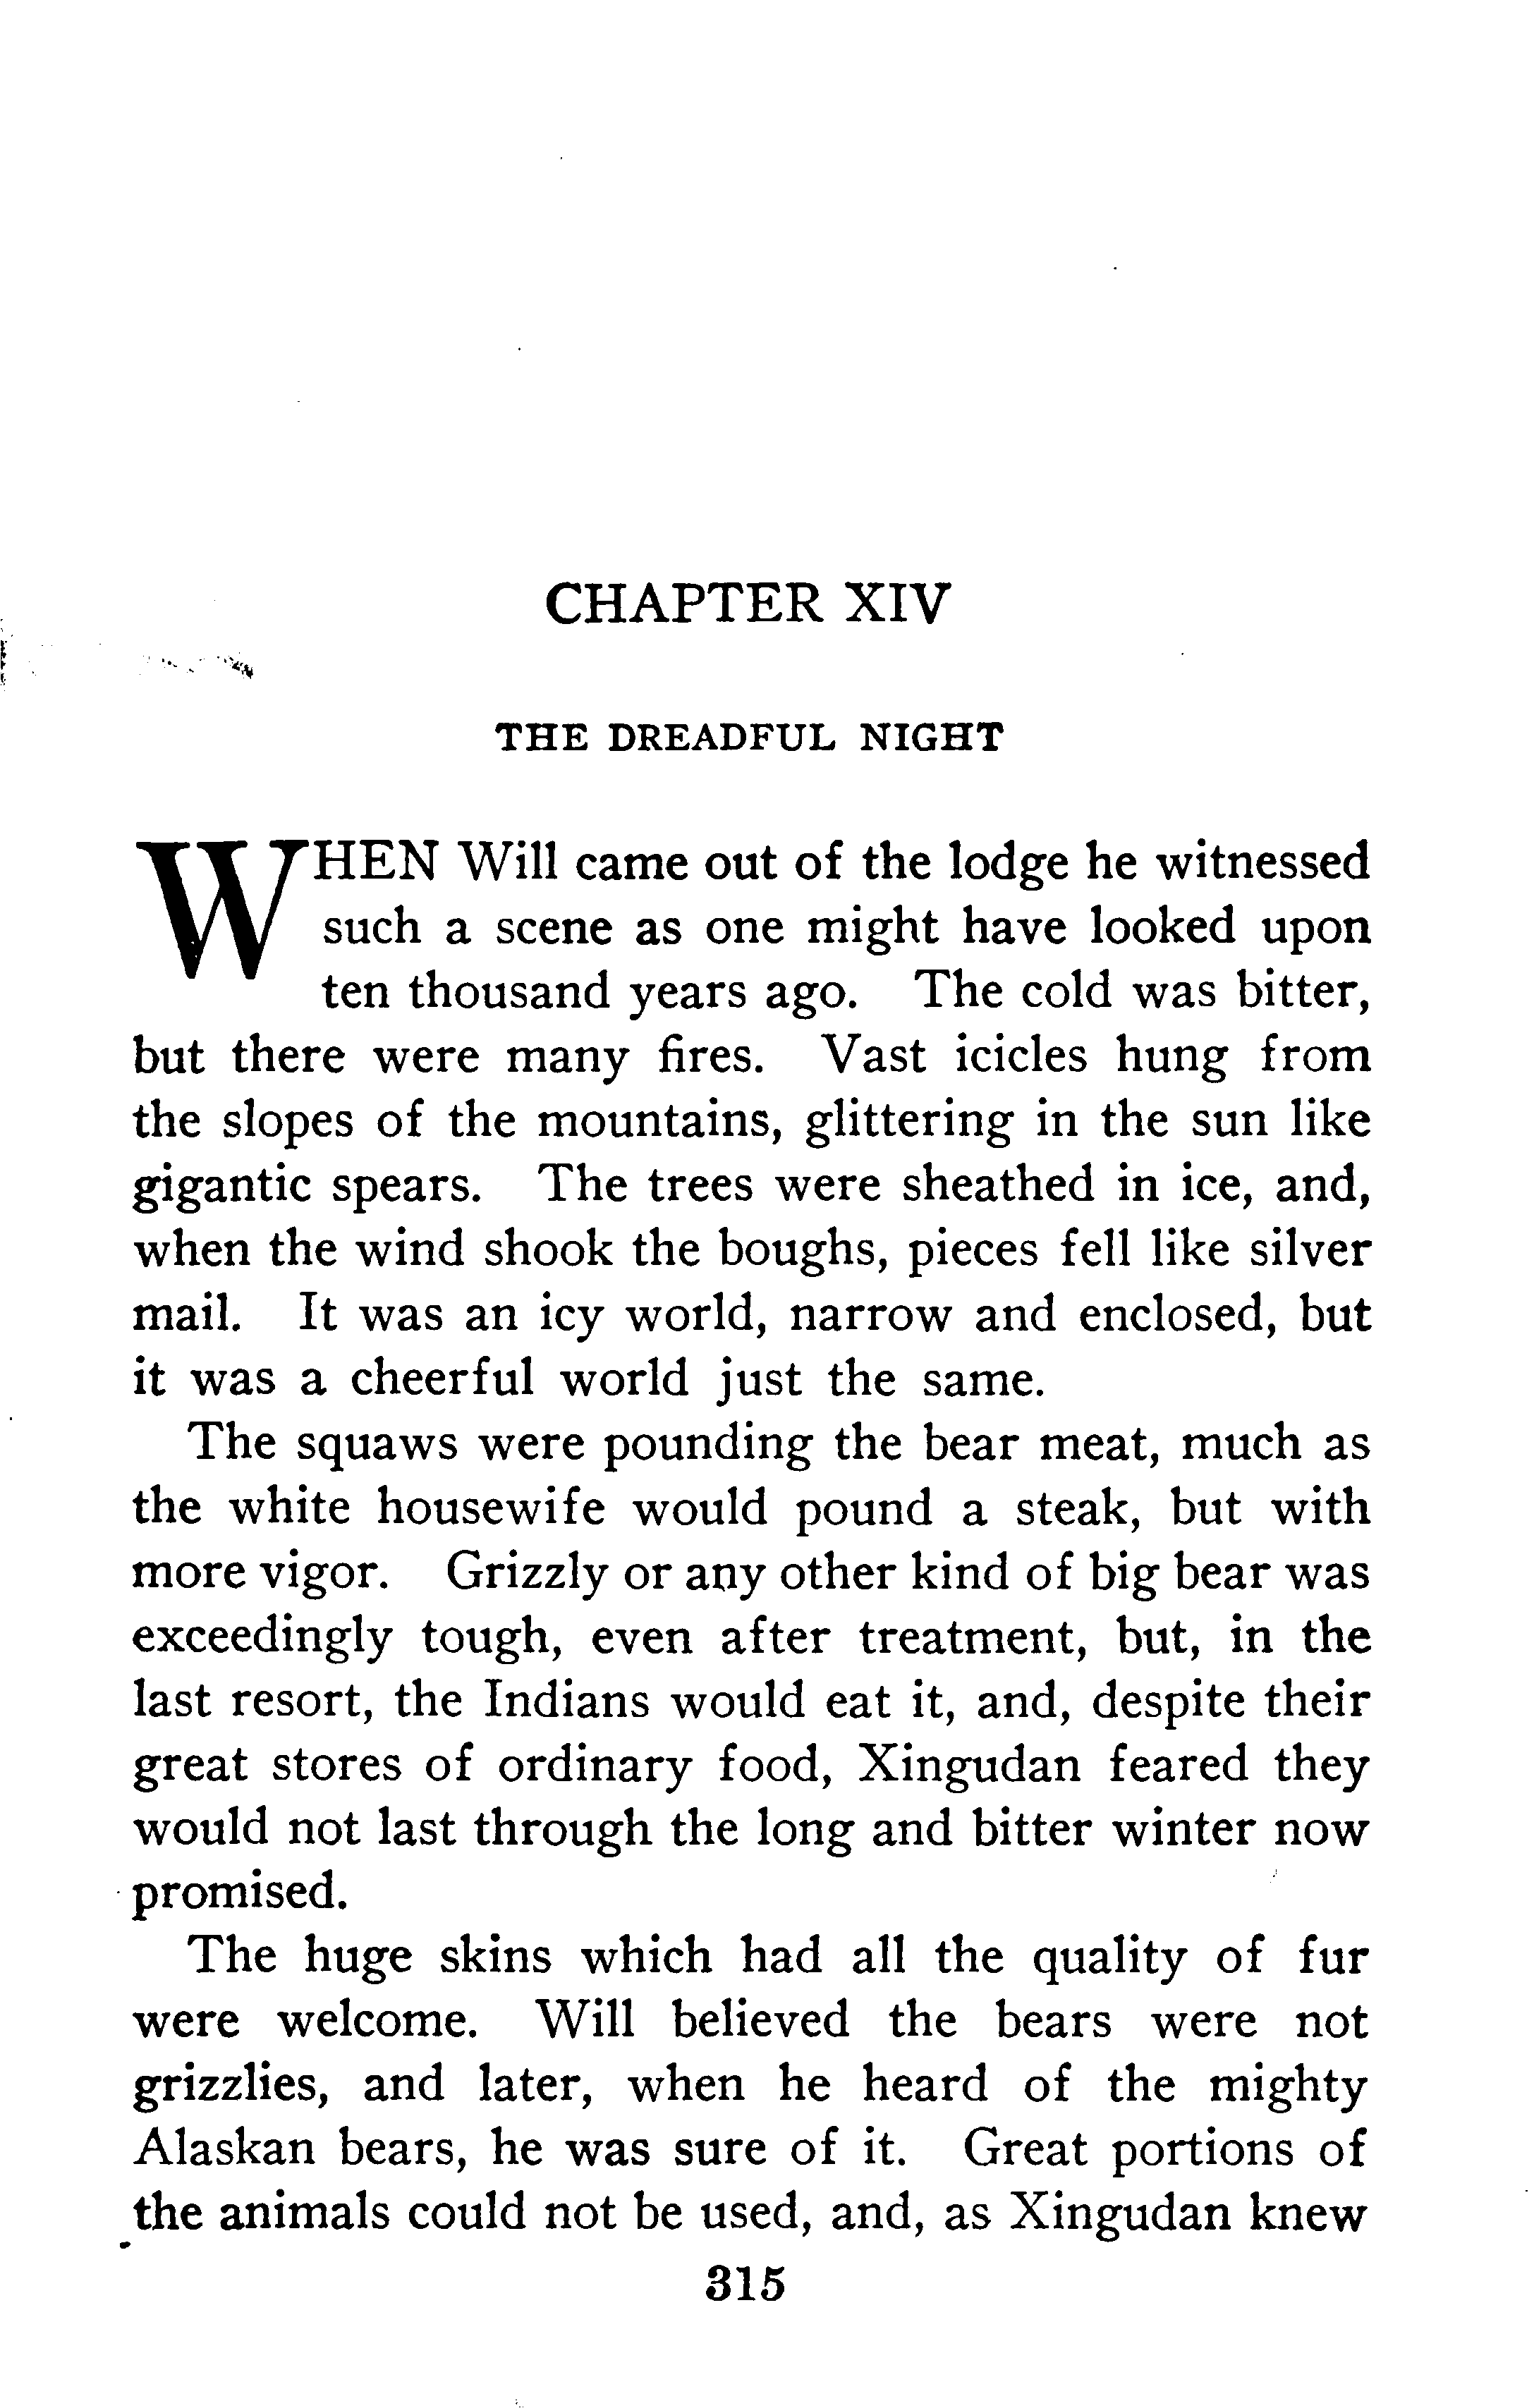 CHAPTER XIV
THE DREADFUL NIGHT
WHEN Will came out of the lodge he witnessed
such a scene as one might have looked upon
ten thousand years ago. The cold was bitter,
but there were many fires. Vast icicles hung from
the slopes of the mountains, glittering in the sun like
gigantic spears. The trees were sheathed in ice, and,
when the wind shook the boughs, pieces fell like silver
mail. It was an icy world, narrow and enclosed, but
it was a cheerful world just the same.
The squaws were pounding the bear meat, much as
the white housewife would pound a steak, but with
more vigor. Grizzly or any other kind of big bear was
exceedingly tough, even after treatment, but, in the
last resort, the Indians would eat it, and, despite their
great stores of ordinary food, Xingudan feared they
would not last through the long and bitter winter now
promised.
The huge skins which had all the quality of fur
were welcome. Will believed the bears were not
grizzlies, and later, when he heard of the mighty
Alaskan bears, he was sure of it. Great portions of
the animals could not be used, and, as Xingudan knew
315